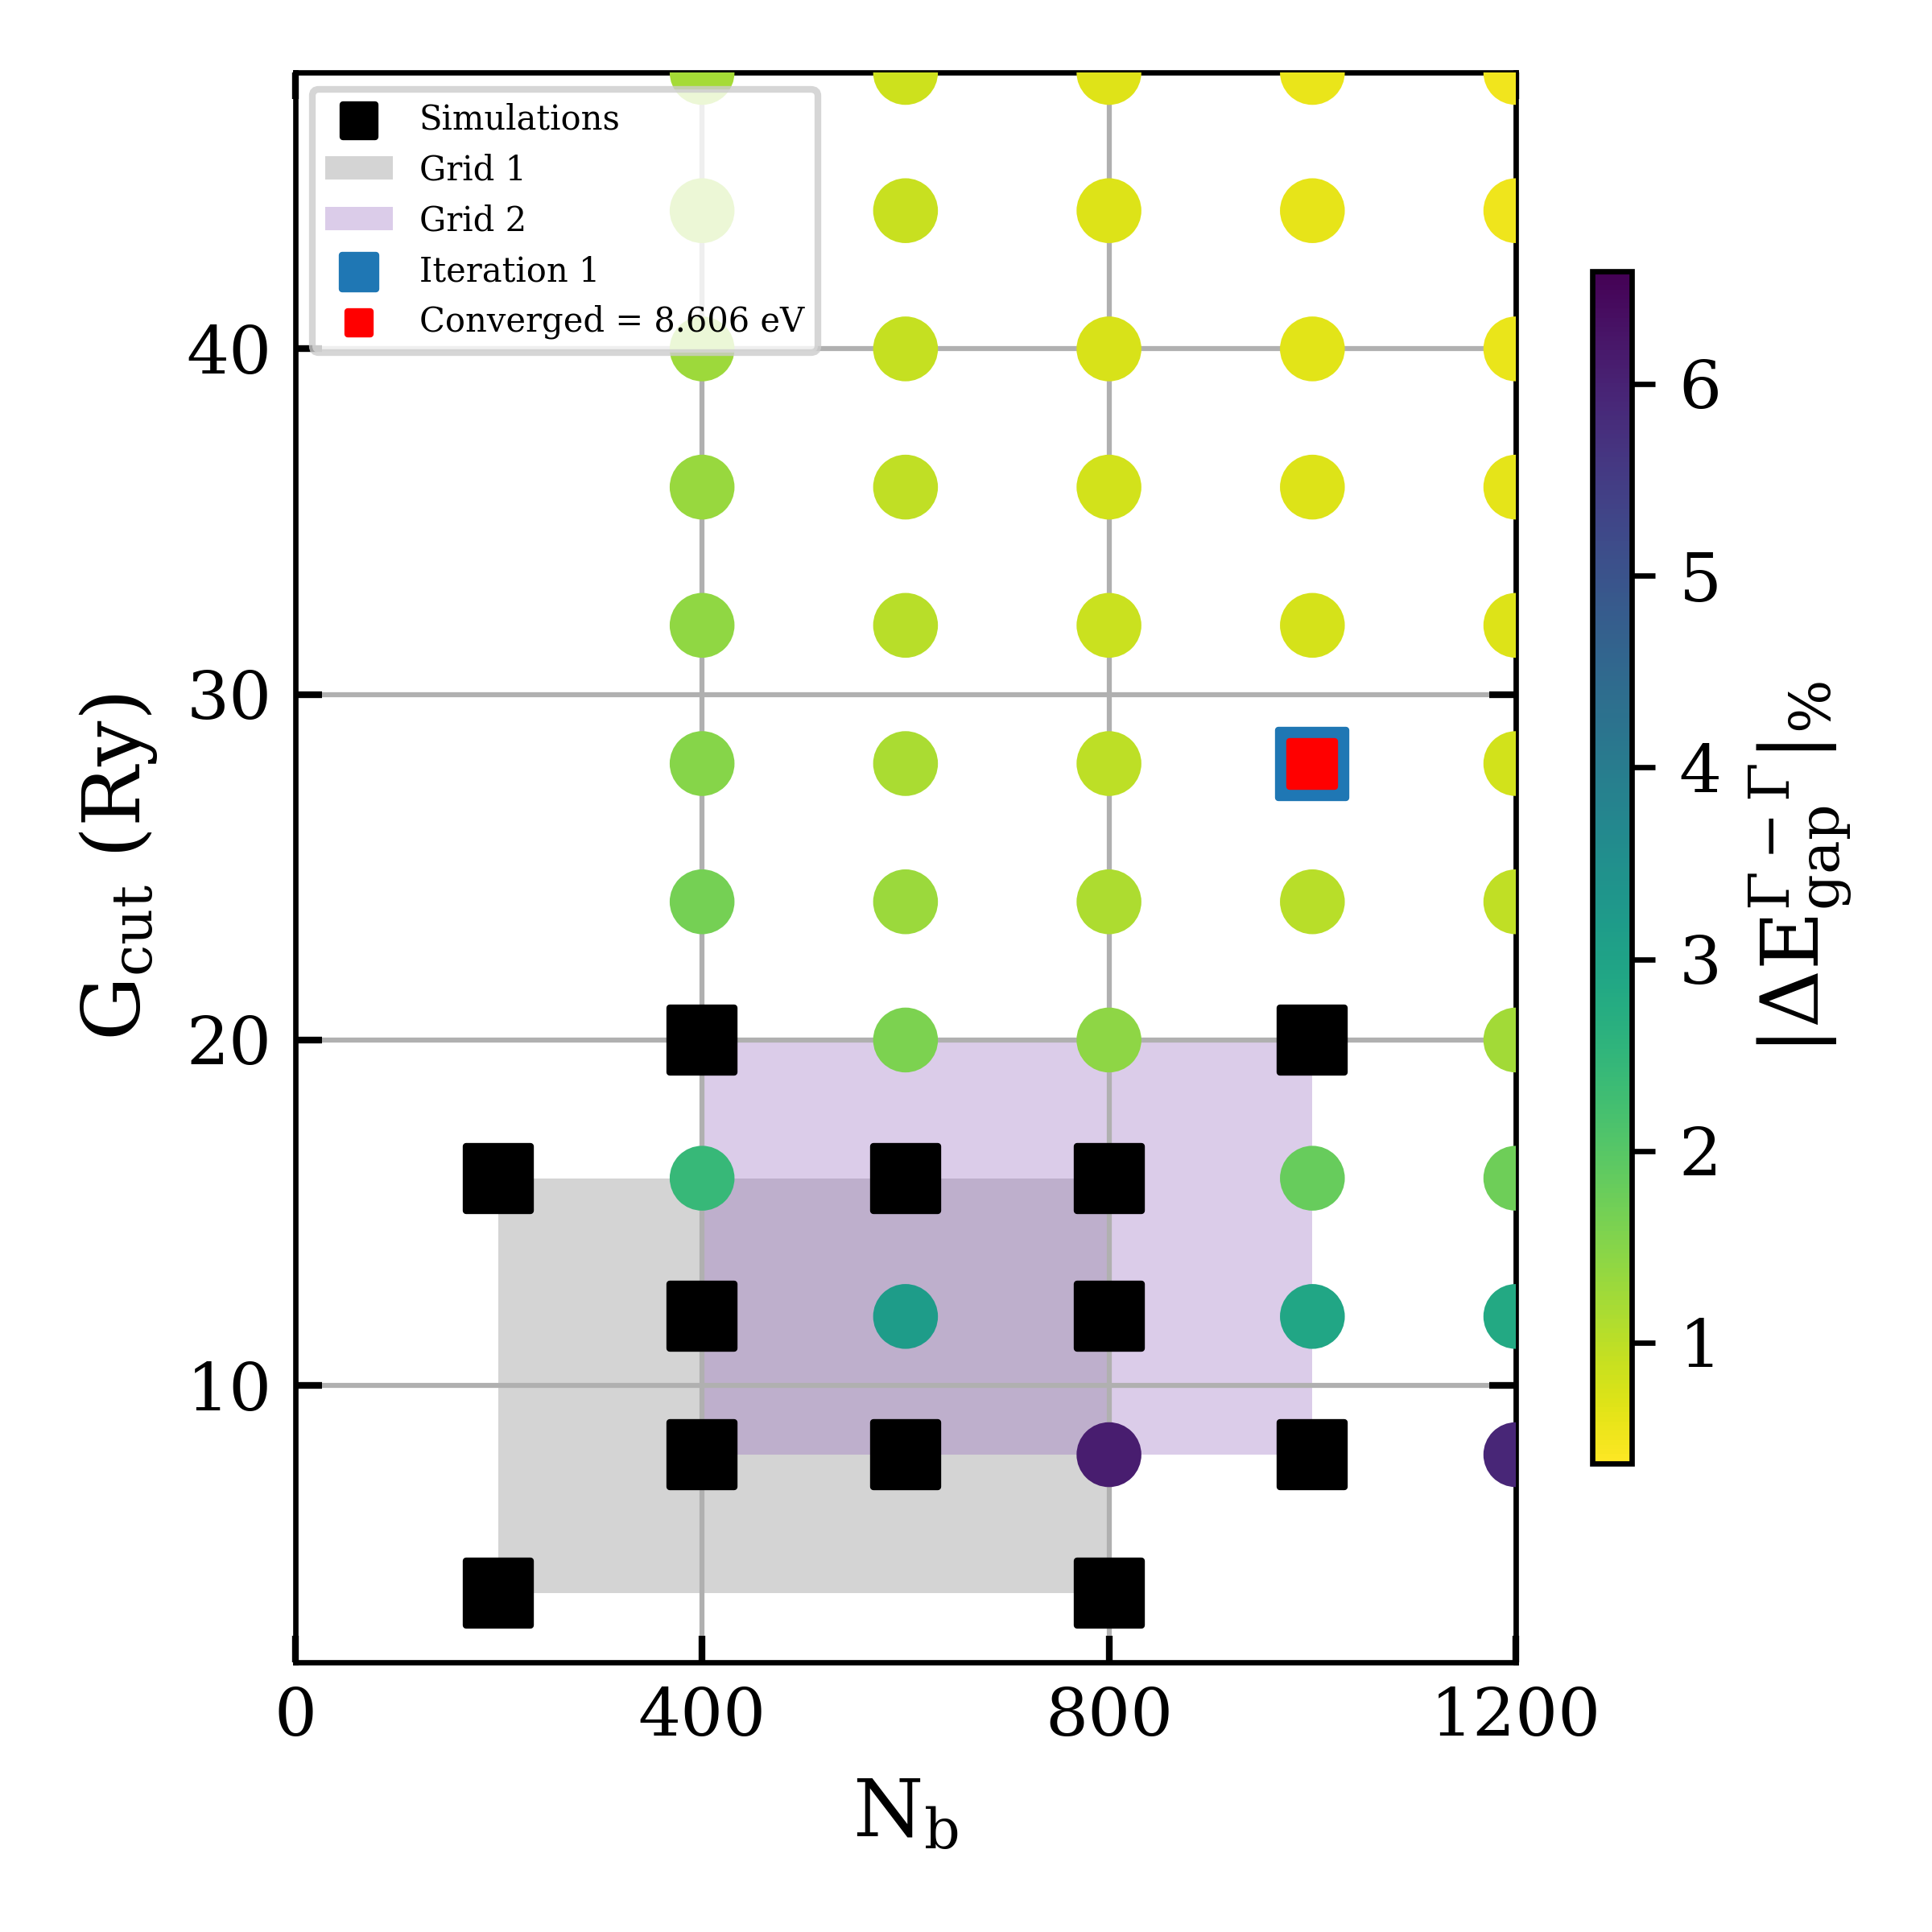 Simulations
Grid 1
Grid 2
Iteration 1
Converged = 8.606 eV
40
30
20
10
G_cut (Ry)
0 400 800 1200
N_b
6
5
4
3
2
1
|ΔE_gap^Γ−Γ|%